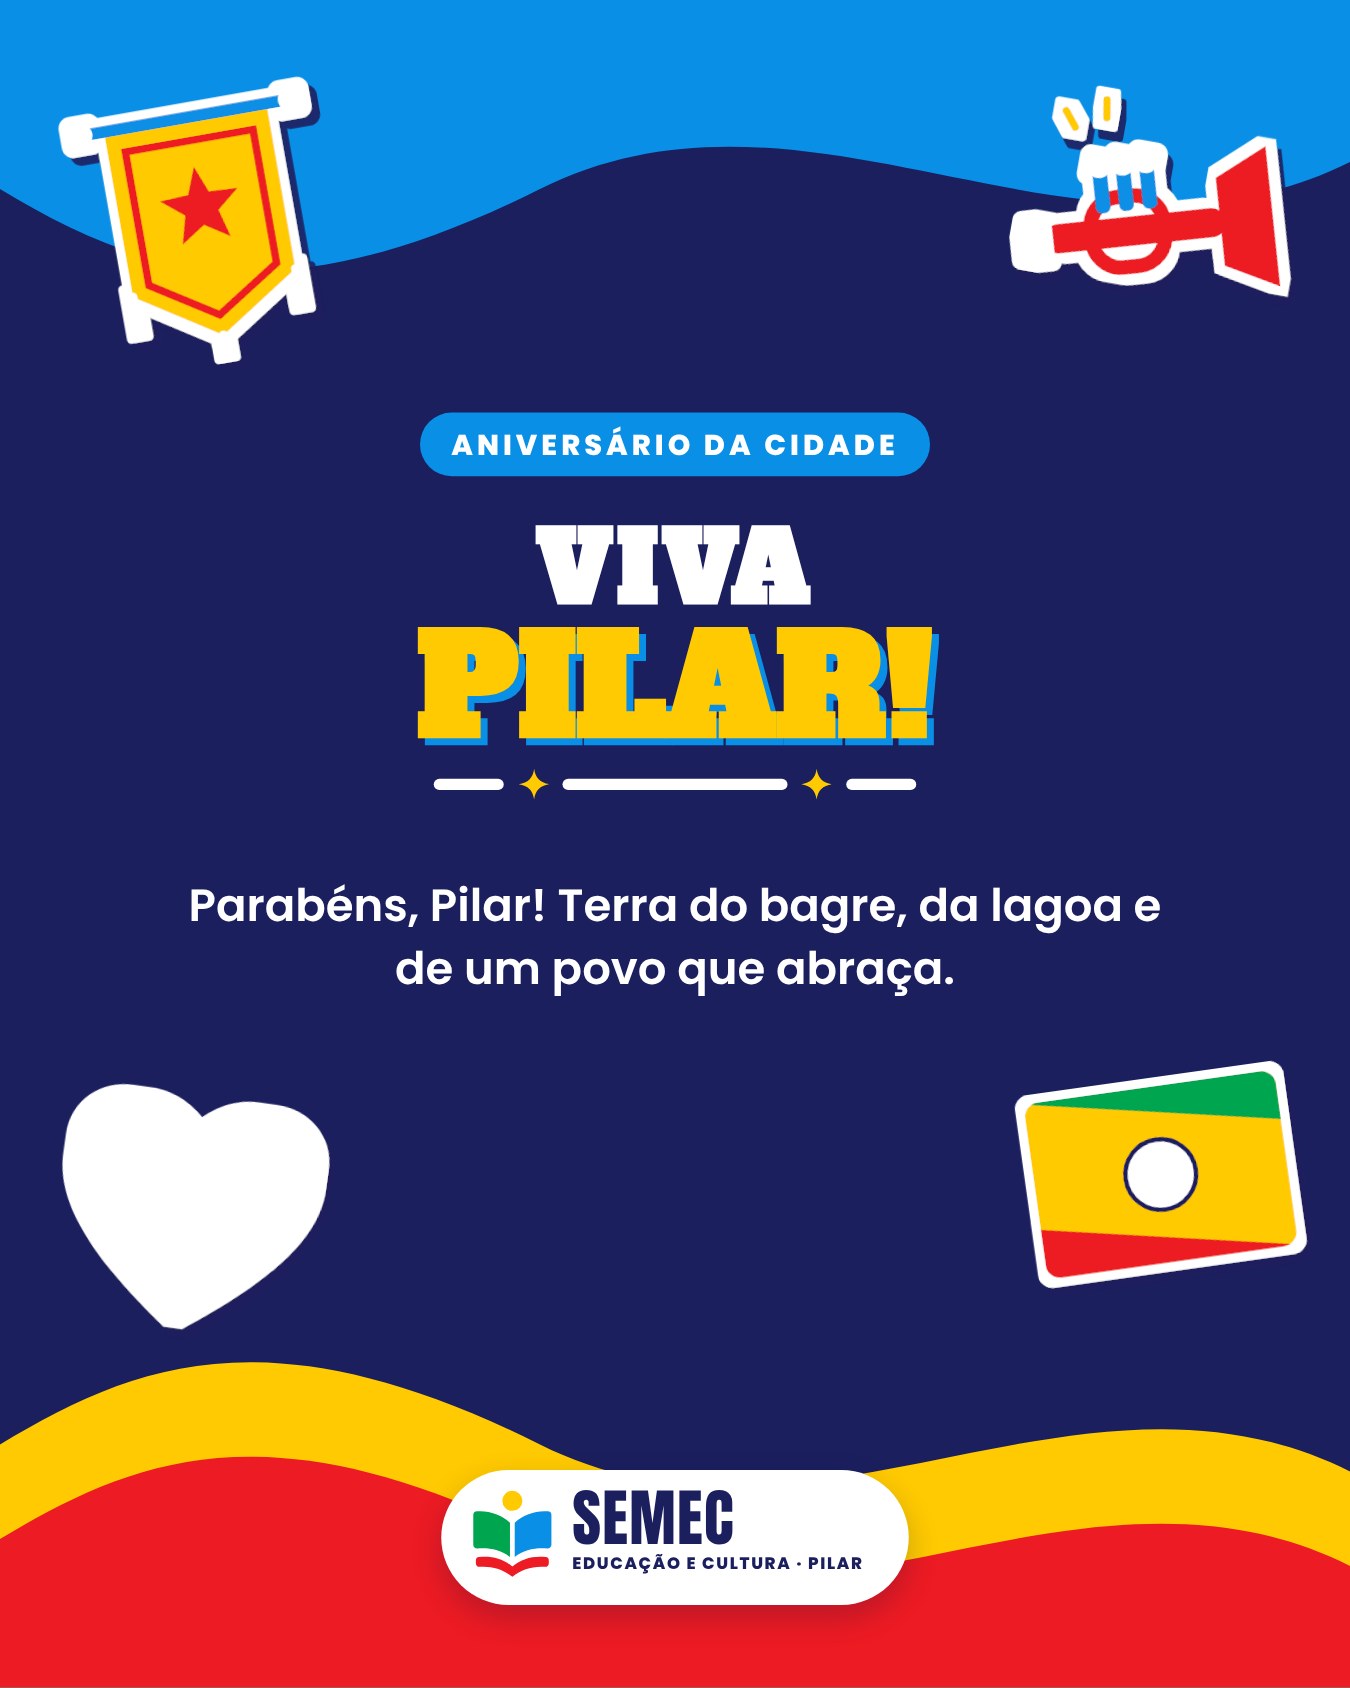 ANIVERSÁRIO DA CIDADE
VIVA
PILAR!
Parabéns, Pilar! Terra do bagre, da lagoa e
de um povo que abraça.
SEMEC
EDUCAÇÃO E CULTURA · PILAR